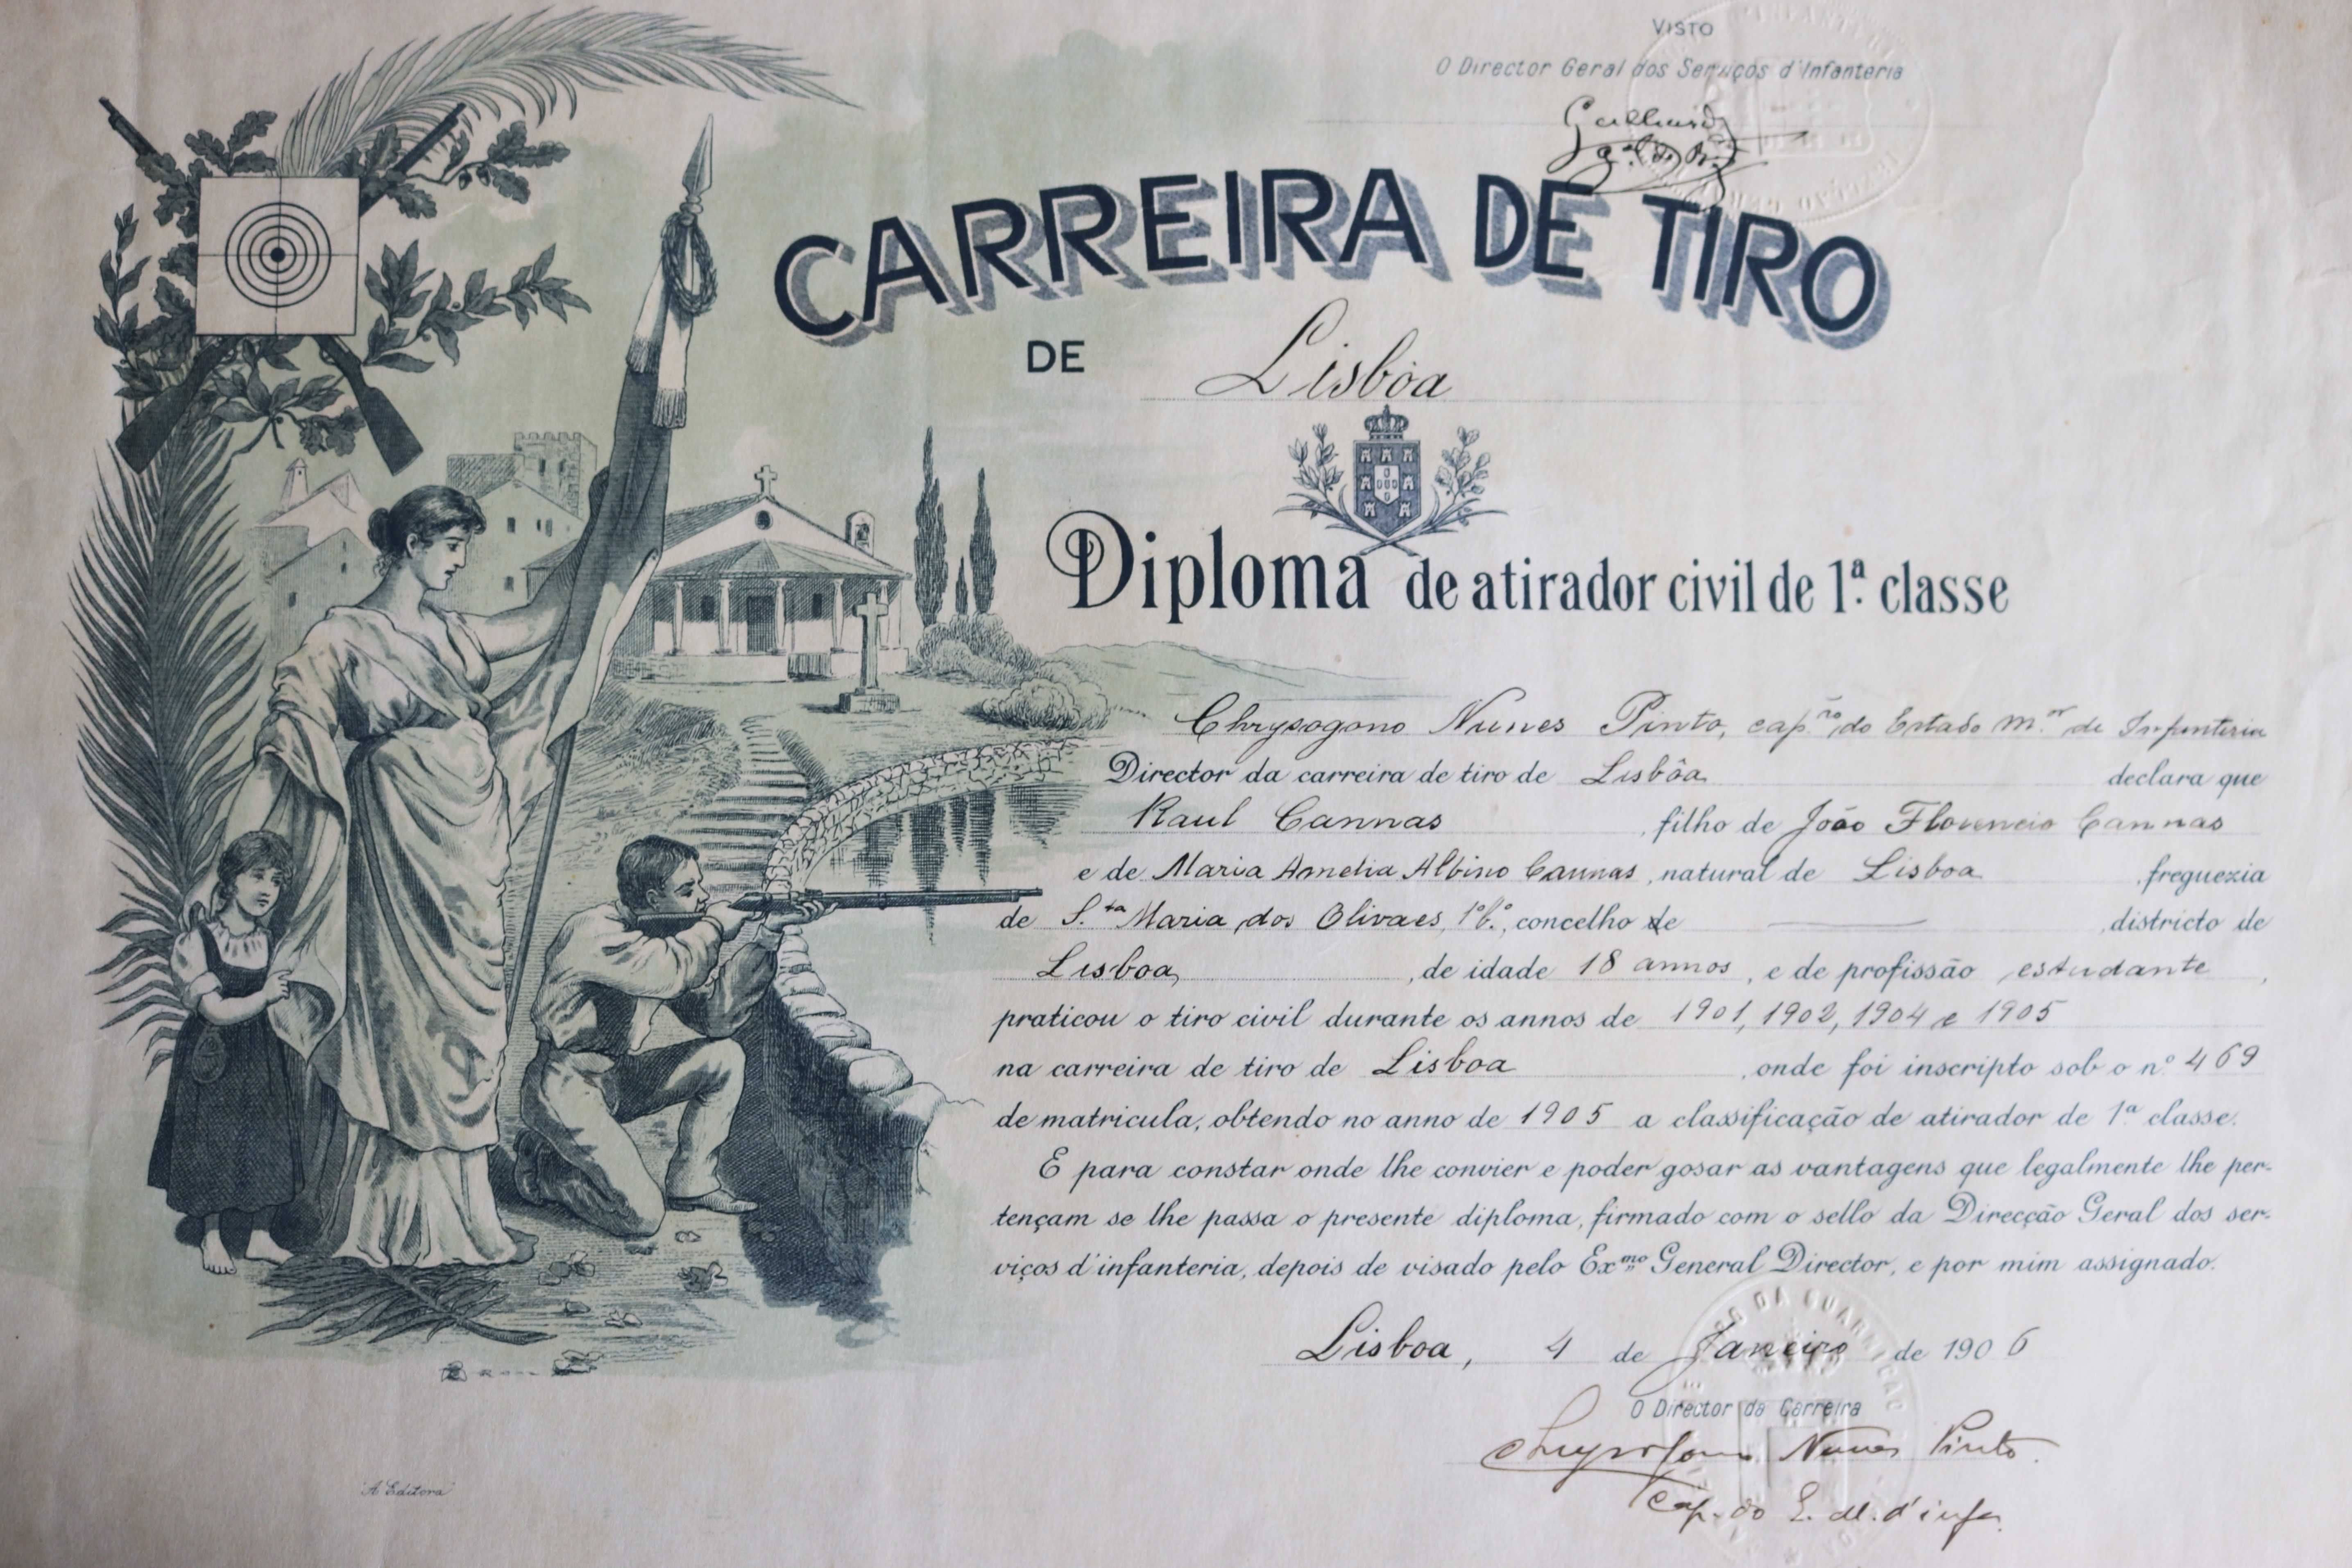 VISTO
O Director Geral dos Serviços d'Infanteria
CARREIRA DE TIRO
DE Lisbôa
Diploma de atirador civil de 1ª classe
Chrysogono Nunes Pinto, cap.ᵐ do Estado M.ᵒʳ de Infanteria
Director da carreira de tiro de Lisbôa declara que
Raul Cannas, filho de João Florencio Cannas
e de Maria Amelia Albino Cannas, natural de Lisboa, freguezia
de S.ᵗᵃ Maria dos Olivaes, 1º b.º, concelho de —— , districto de
Lisboa, de idade 18 annos, e de profissão estudante,
praticou o tiro civil durante os annos de 1901, 1902, 1904 e 1905
na carreira de tiro de Lisboa, onde foi inscripto sob o nº 469
de matricula, obtendo no anno de 1905 a classificação de atirador de 1ª classe.
E para constar onde lhe convier e poder gosar as vantagens que legalmente lhe per-
tençam se lhe passa o presente diploma, firmado com o sello da Direcção Geral dos ser-
viços d'infanteria, depois de visado pelo Exᵐᵒ General Director, e por mim assignado.
Lisboa, 4 de Janeiro de 1906
O Director da Carreira
Chrysogono Nunes Pinto.
Cap. do E. M. d'infa.
"A Editora"